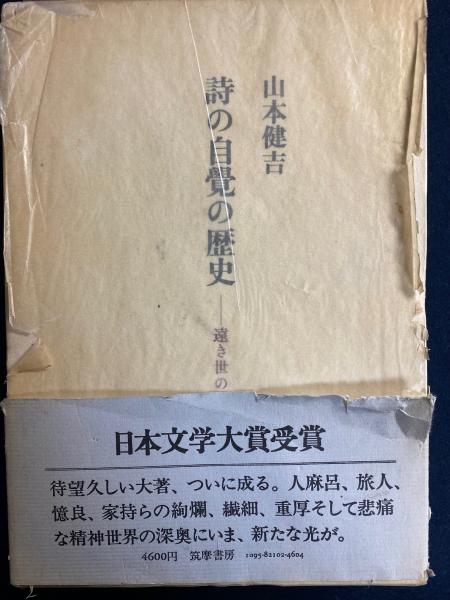 山本健吉
詩の自覺の歴史
──遠き世の
日本文学大賞受賞
待望久しい大著、ついに成る。人麻呂、旅人、
憶良、家持らの絢爛、繊細、重厚そして悲痛
な精神世界の深奥にいま、新たな光が。
4600円 筑摩書房 1095-82102-4604